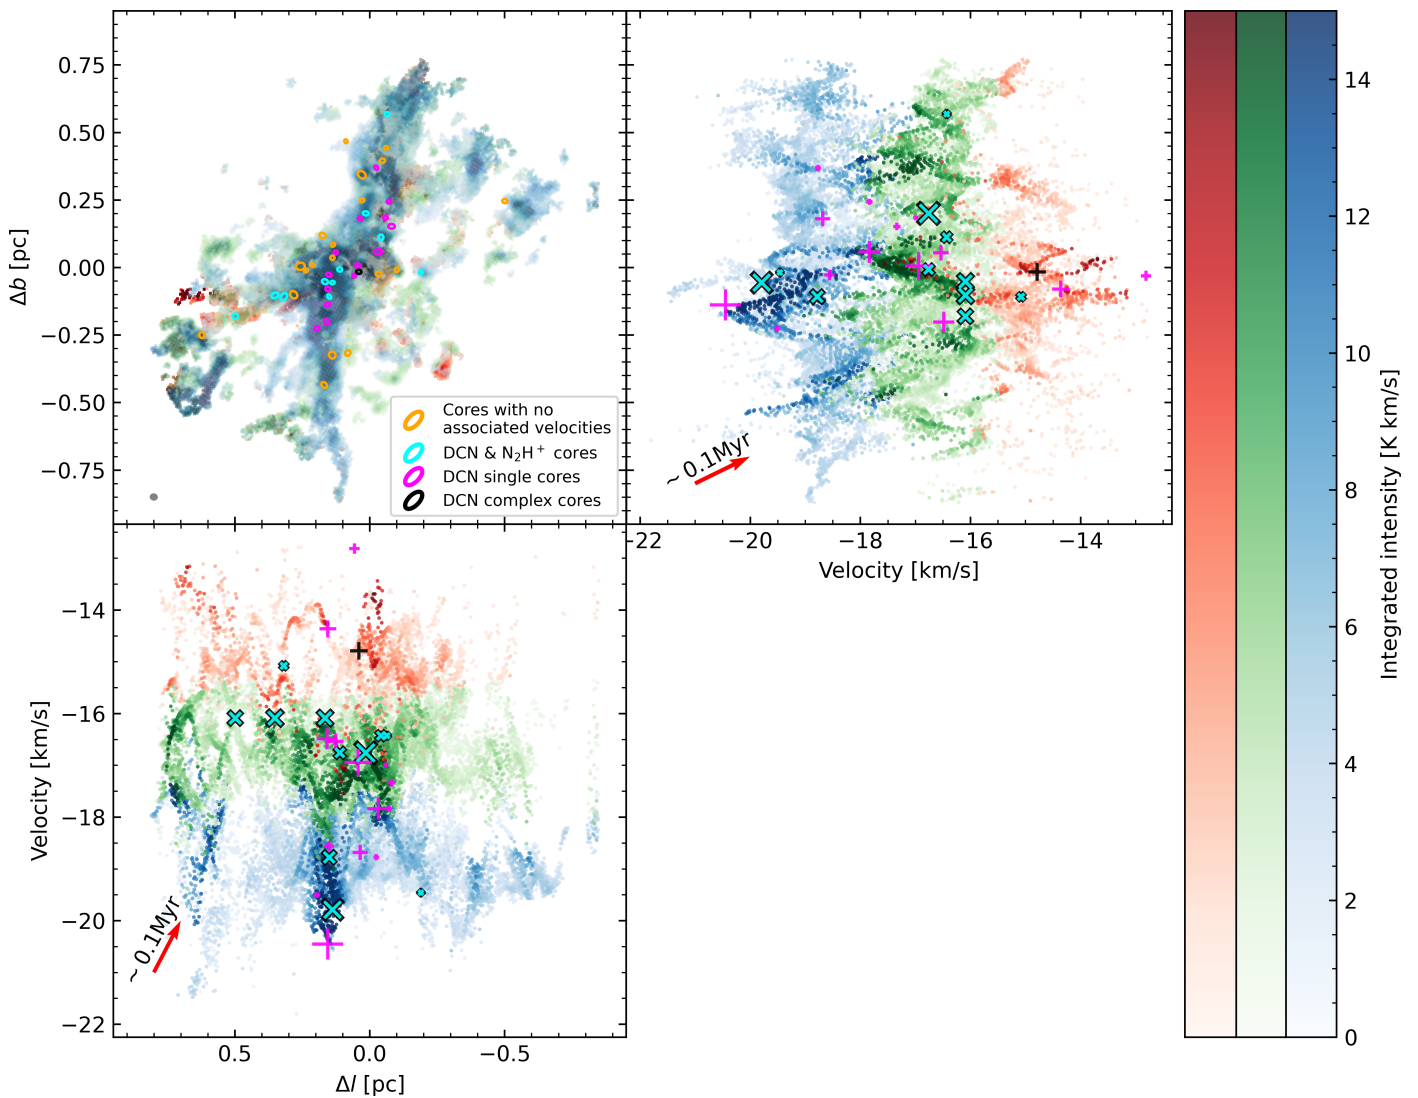 0.75
0.50
0.25
0.00
−0.25
−0.50
−0.75
Δb [pc]
Cores with no
associated velocities
DCN & N₂H⁺ cores
DCN single cores
DCN complex cores
~ 0.1Myr
−22
−20
−18
−16
−14
Velocity [km/s]
−14
−16
−18
−20
−22
Velocity [km/s]
~ 0.1Myr
0.5
0.0
−0.5
Δl [pc]
14
12
10
8
6
4
2
0
Integrated intensity [K km/s]